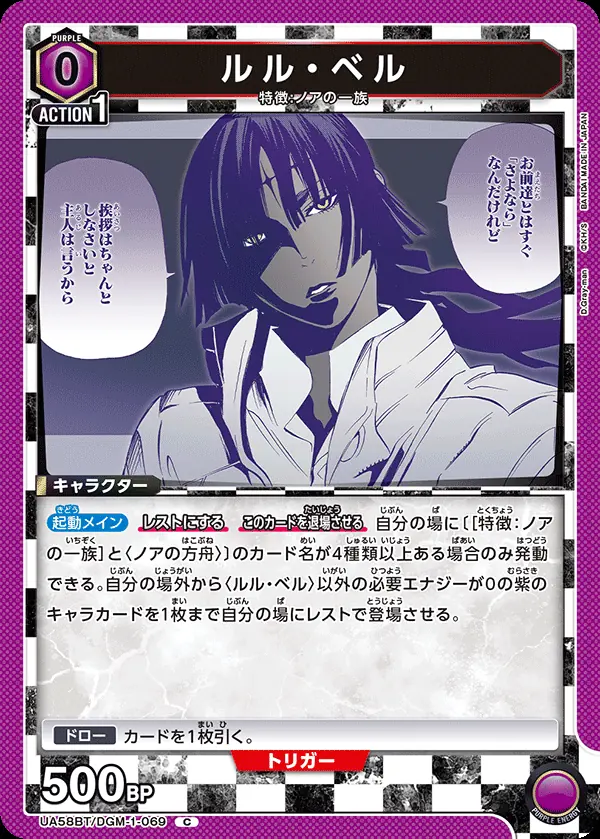 PURPLE
0
ACTION 1
ルル・ベル
特徴:ノアの一族
お前達とはすぐ
「さよなら」
なんだけれど
挨拶はちゃんと
しなさいと
主人は言うから
D.Gray-man ©KH/S BANDAI MADE IN JAPAN
キャラクター
起動メイン レストにする このカードを退場させる 自分の場に〔[特徴:ノア
の一族]と〈ノアの方舟〉〕のカード名が4種類以上ある場合のみ発動
できる。自分の場外から〈ルル・ベル〉以外の必要エナジーが0の紫の
キャラカードを1枚まで自分の場にレストで登場させる。
ドロー カードを1枚引く。
トリガー
500BP
UA58BT/DGM-1-069 C
PURPLE ENERGY